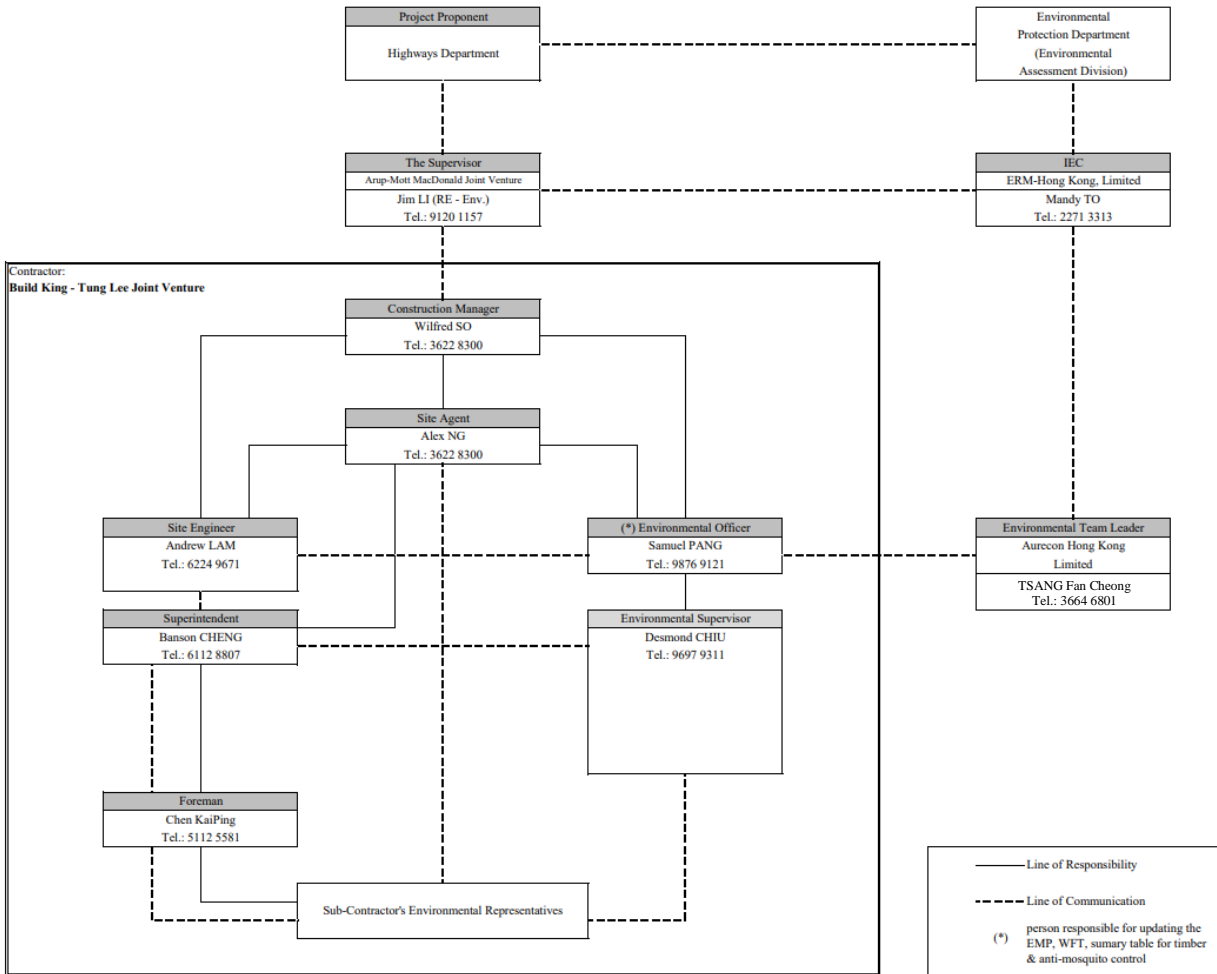 Project Proponent
Highways Department
Environmental
Protection Department
(Environmental
Assessment Division)
The Supervisor
Arup-Mott MacDonald Joint Venture
Jim LI (RE - Env.)
Tel.: 9120 1157
IEC
ERM-Hong Kong, Limited
Mandy TO
Tel.: 2271 3313
Contractor:
Build King - Tung Lee Joint Venture
Construction Manager
Wilfred SO
Tel.: 3622 8300
Site Agent
Alex NG
Tel.: 3622 8300
Site Engineer
Andrew LAM
Tel.: 6224 9671
(*) Environmental Officer
Samuel PANG
Tel.: 9876 9121
Environmental Team Leader
Aurecon Hong Kong
Limited
TSANG Fan Cheong
Tel.: 3664 6801
Superintendent
Banson CHENG
Tel.: 6112 8807
Environmental Supervisor
Desmond CHIU
Tel.: 9697 9311
Foreman
Chen KaiPing
Tel.: 5112 5581
Sub-Contractor's Environmental Representatives
Line of Responsibility
Line of Communication
(*) person responsible for updating the
EMP, WFT, sumary table for timber
& anti-mosquito control